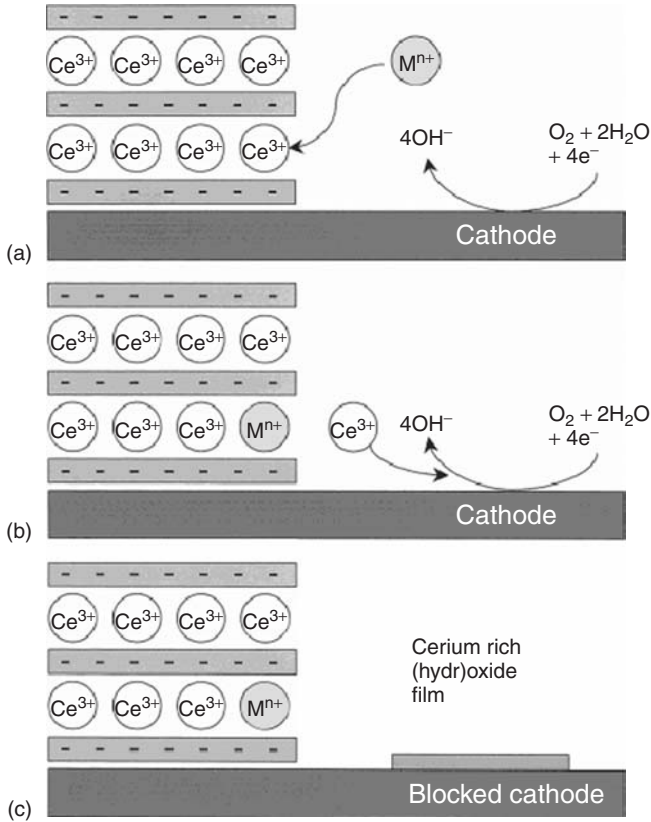 - - - - - - -
Ce³⁺ Ce³⁺ Ce³⁺ Ce³⁺ Mⁿ⁺
- - - - - - -
Ce³⁺ Ce³⁺ Ce³⁺ Ce³⁺
4OH⁻
O₂ + 2H₂O
+ 4e⁻
- - - - - - -
Cathode
(a)
- - - - - - -
Ce³⁺ Ce³⁺ Ce³⁺ Ce³⁺
- - - - - - -
Ce³⁺ Ce³⁺ Ce³⁺ Mⁿ⁺ Ce³⁺
4OH⁻
O₂ + 2H₂O
+ 4e⁻
- - - - - - -
Cathode
(b)
- - - - - - -
Ce³⁺ Ce³⁺ Ce³⁺ Ce³⁺
- - - - - - -
Ce³⁺ Ce³⁺ Ce³⁺ Mⁿ⁺
- - - - - - -
Cerium rich
(hydr)oxide
film
Blocked cathode
(c)